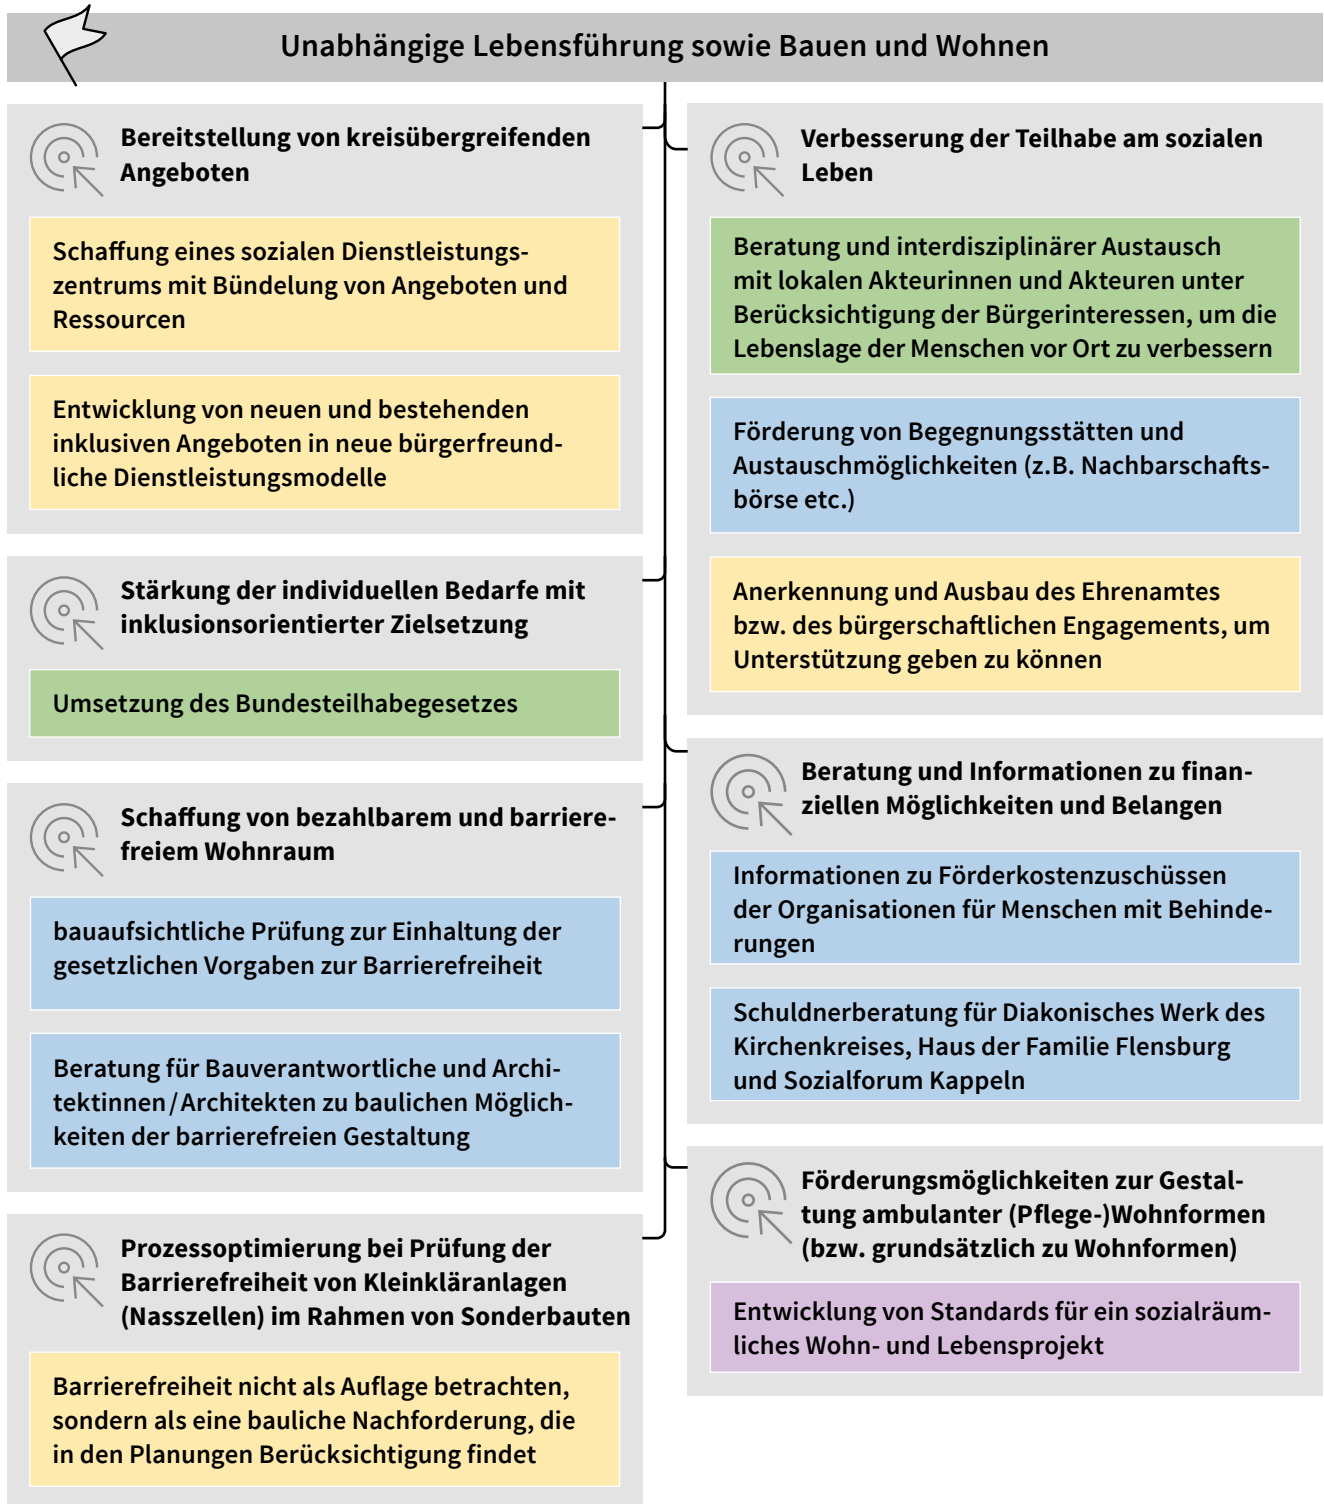 Unabhängige Lebensführung sowie Bauen und Wohnen
Bereitstellung von kreisübergreifenden
Angeboten
Schaffung eines sozialen Dienstleistungs-
zentrums mit Bündelung von Angeboten und
Ressourcen
Entwicklung von neuen und bestehenden
inklusiven Angeboten in neue bürgerfreund-
liche Dienstleistungsmodelle
Stärkung der individuellen Bedarfe mit
inklusionsorientierter Zielsetzung
Umsetzung des Bundesteilhabegesetzes
Schaffung von bezahlbarem und barriere-
freiem Wohnraum
bauaufsichtliche Prüfung zur Einhaltung der
gesetzlichen Vorgaben zur Barrierefreiheit
Beratung für Bauverantwortliche und Archi-
tektinnen/Architekten zu baulichen Möglich-
keiten der barrierefreien Gestaltung
Prozessoptimierung bei Prüfung der
Barrierefreiheit von Kleinkläranlagen
(Nasszellen) im Rahmen von Sonderbauten
Barrierefreiheit nicht als Auflage betrachten,
sondern als eine bauliche Nachforderung, die
in den Planungen Berücksichtigung findet
Verbesserung der Teilhabe am sozialen
Leben
Beratung und interdisziplinärer Austausch
mit lokalen Akteurinnen und Akteuren unter
Berücksichtigung der Bürgerinteressen, um die
Lebenslage der Menschen vor Ort zu verbessern
Förderung von Begegnungsstätten und
Austauschmöglichkeiten (z.B. Nachbarschafts-
börse etc.)
Anerkennung und Ausbau des Ehrenamtes
bzw. des bürgerschaftlichen Engagements, um
Unterstützung geben zu können
Beratung und Informationen zu finan-
ziellen Möglichkeiten und Belangen
Informationen zu Förderkostenzuschüssen
der Organisationen für Menschen mit Behinde-
rungen
Schuldnerberatung für Diakonisches Werk des
Kirchenkreises, Haus der Familie Flensburg
und Sozialforum Kappeln
Förderungsmöglichkeiten zur Gestal-
tung ambulanter (Pflege-)Wohnformen
(bzw. grundsätzlich zu Wohnformen)
Entwicklung von Standards für ein sozialräum-
liches Wohn- und Lebensprojekt